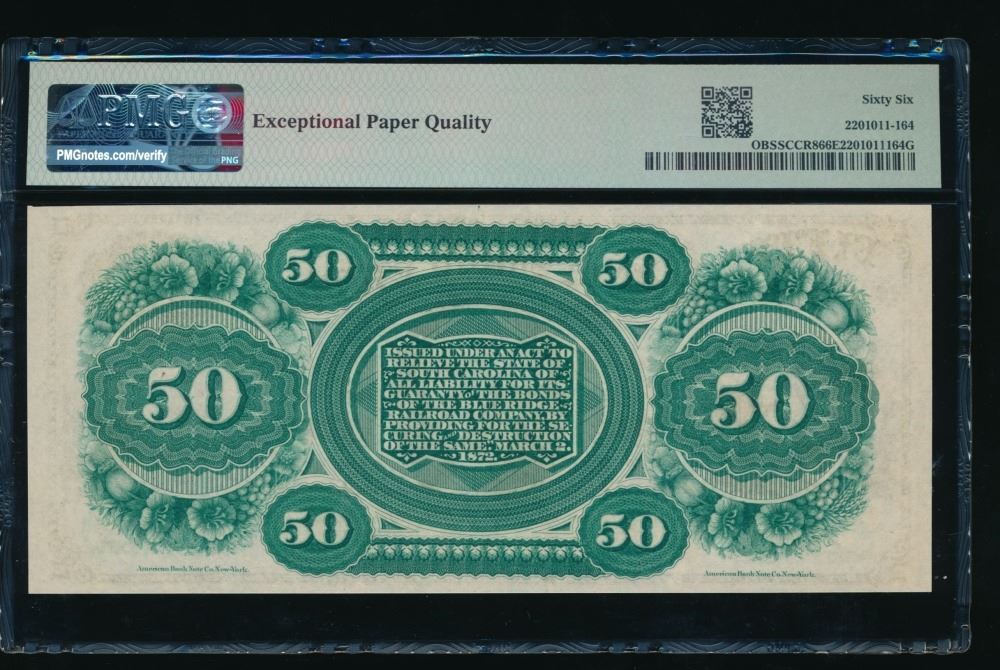 PMG
PMGnotes.com/verify
PNG
Exceptional Paper Quality
Sixty Six
2201011-164
OBSSCCR866E2201011164G
50 50
ISSUED UNDER AN ACT TO
RELIEVE THE STATE OF
SOUTH CAROLINA OF
ALL LIABILITY FOR ITS
GUARANTY OF THE BONDS
OF THE BLUE RIDGE
RAILROAD COMPANY, BY
PROVIDING FOR THE SE-
CURING AND DESTRUCTION
OF THE SAME, MARCH 2,
1872.
50 50
50 50
American Bank Note Co. New-York. American Bank Note Co. New-York.